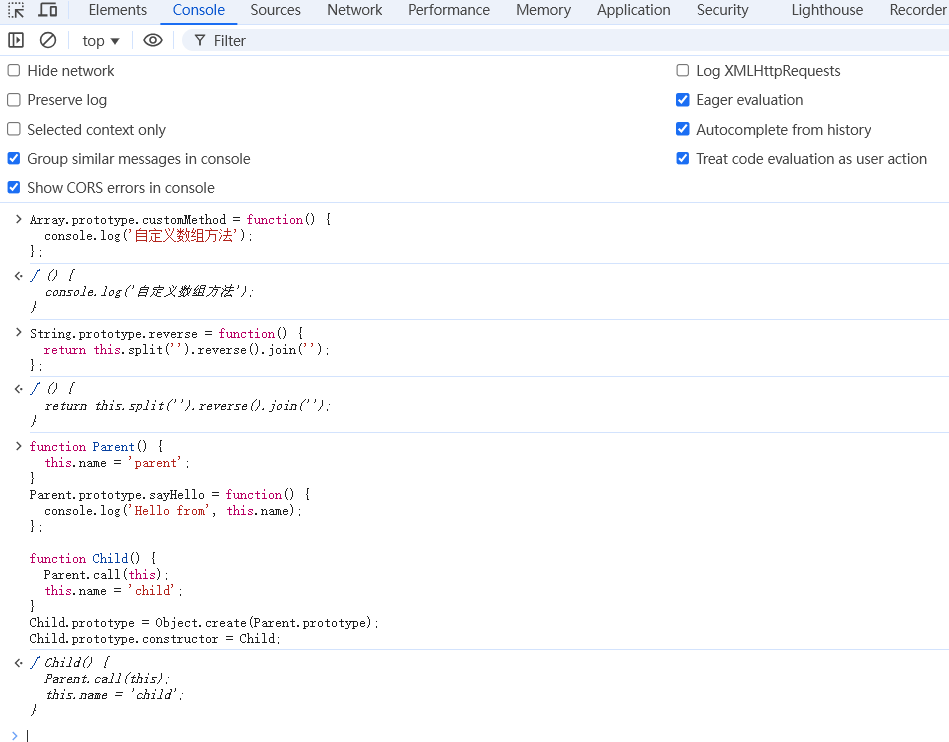 Elements Console Sources Network Performance Memory Application Security Lighthouse Recorder
top Filter
Hide network Log XMLHttpRequests
Preserve log Eager evaluation
Selected context only Autocomplete from history
Group similar messages in console Treat code evaluation as user action
Show CORS errors in console
> Array.prototype.customMethod = function() {
console.log('自定义数组方法');
};
ƒ () {
console.log('自定义数组方法');
}
> String.prototype.reverse = function() {
return this.split('').reverse().join('');
};
ƒ () {
return this.split('').reverse().join('');
}
> function Parent() {
this.name = 'parent';
}
Parent.prototype.sayHello = function() {
console.log('Hello from', this.name);
};
function Child() {
Parent.call(this);
this.name = 'child';
}
Child.prototype = Object.create(Parent.prototype);
Child.prototype.constructor = Child;
ƒ Child() {
Parent.call(this);
this.name = 'child';
}
>